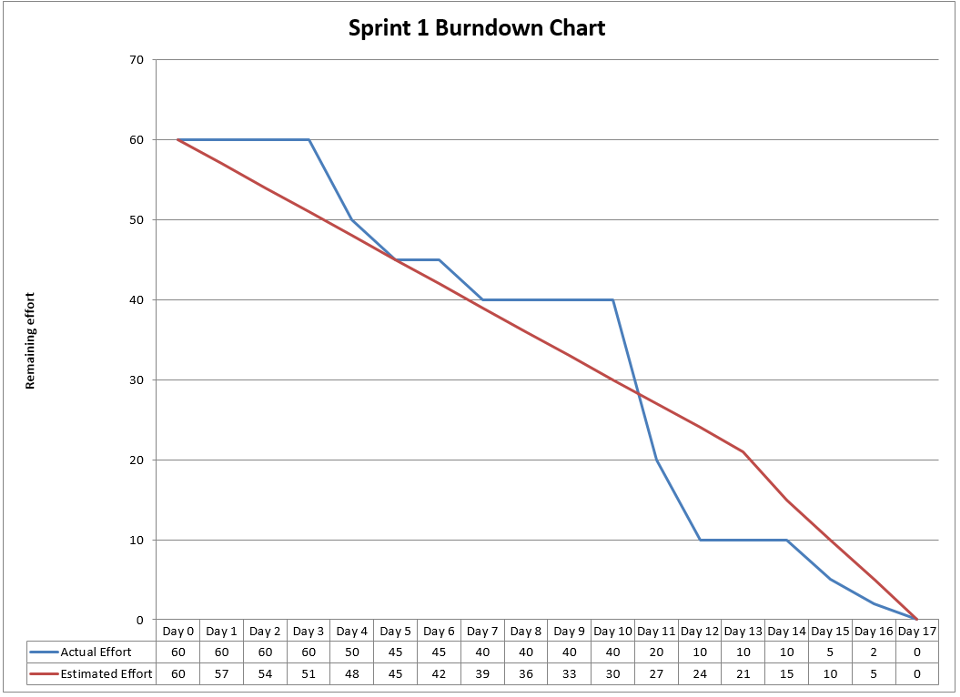 Sprint 1 Burndown Chart
70
60
50
40
30
20
10
0
Remaining effort
Day 0 Day 1 Day 2 Day 3 Day 4 Day 5 Day 6 Day 7 Day 8 Day 9 Day 10 Day 11 Day 12 Day 13 Day 14 Day 15 Day 16 Day 17
Actual Effort 60 60 60 60 50 45 45 40 40 40 40 20 10 10 10 5 2 0
Estimated Effort 60 57 54 51 48 45 42 39 36 33 30 27 24 21 15 10 5 0